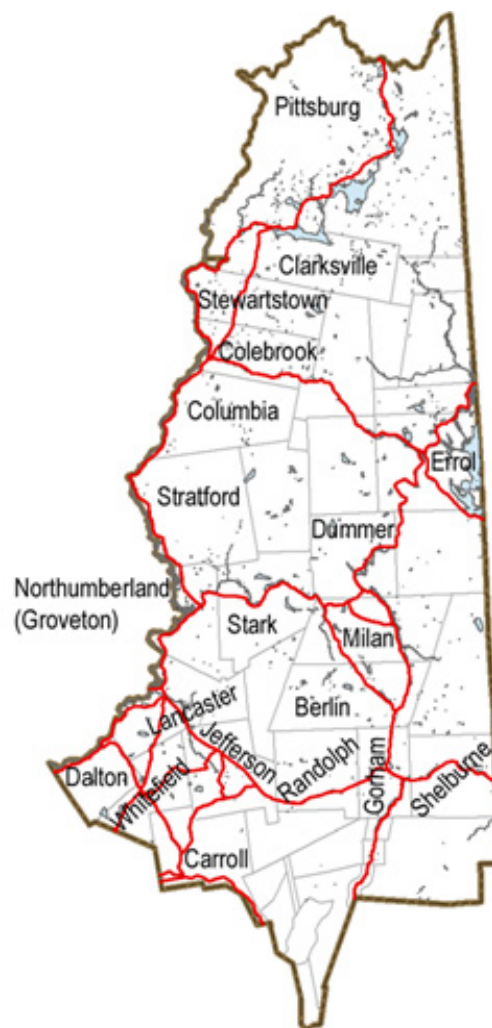 Pittsburg
Clarksville
Stewartstown
Colebrook
Columbia
Errol
Stratford
Dummer
Northumberland
(Groveton)
Stark
Milan
Lancaster
Berlin
Jefferson
Dalton
Whitefield
Randolph
Gorham
Shelburne
Carroll